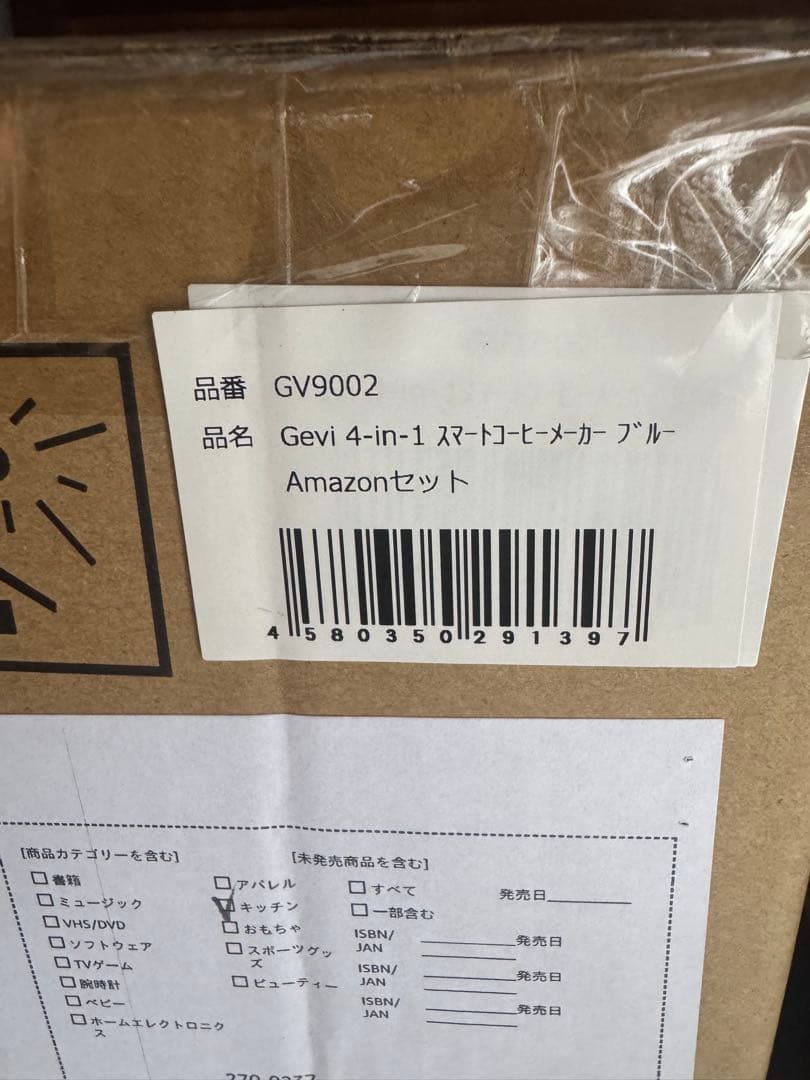 品番 GV9002
品名 Gevi 4-in-1 ｽﾏｰﾄｺｰﾋｰﾒｰｶｰ ﾌﾞﾙｰ
Amazonセット
4 580350 291397
[商品カテゴリーを含む]
□ 書籍
□ ミュージック
□ VHS/DVD
□ ソフトウェア
□ TVゲーム
□ 腕時計
□ ベビー
□ ホームエレクトロニク
ス
□ アパレル
☑ キッチン
□ おもちゃ
□ スポーツグッ
ズ
□ ビューティー
[未発売商品を含む]
□ すべて
□ 一部含む
発売日
ISBN/
JAN
発売日
ISBN/
JAN
発売日
ISBN/
JAN
発売日